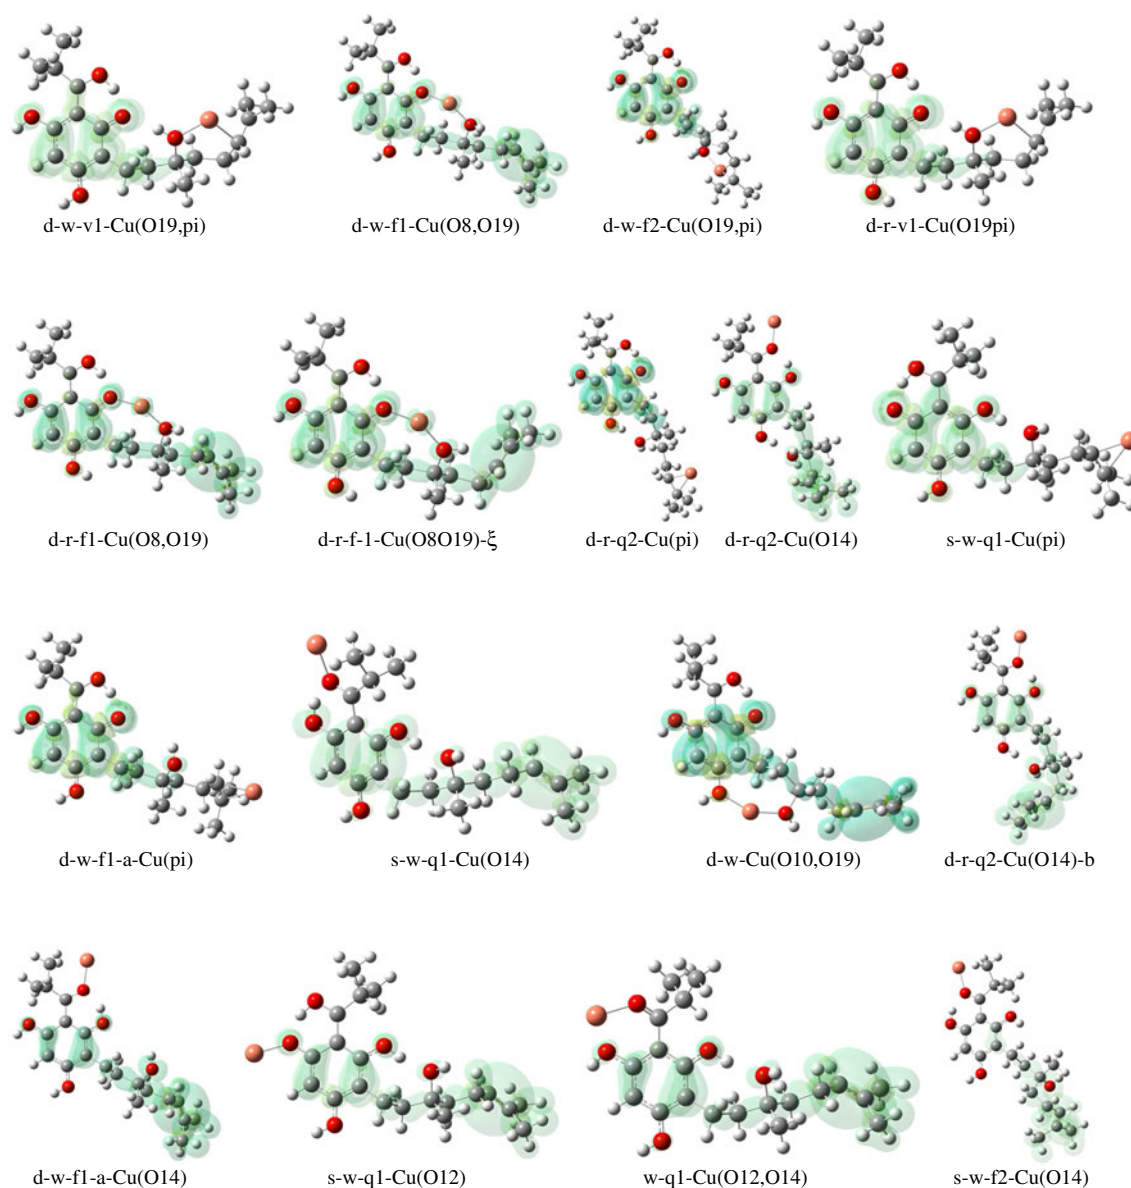 d-w-v1-Cu(O19,pi)
d-w-f1-Cu(O8,O19)
d-w-f2-Cu(O19,pi)
d-r-v1-Cu(O19pi)
d-r-f1-Cu(O8,O19)
d-r-f-1-Cu(O8O19)-ξ
d-r-q2-Cu(pi)
d-r-q2-Cu(O14)
s-w-q1-Cu(pi)
d-w-f1-a-Cu(pi)
s-w-q1-Cu(O14)
d-w-Cu(O10,O19)
d-r-q2-Cu(O14)-b
d-w-f1-a-Cu(O14)
s-w-q1-Cu(O12)
w-q1-Cu(O12,O14)
s-w-f2-Cu(O14)